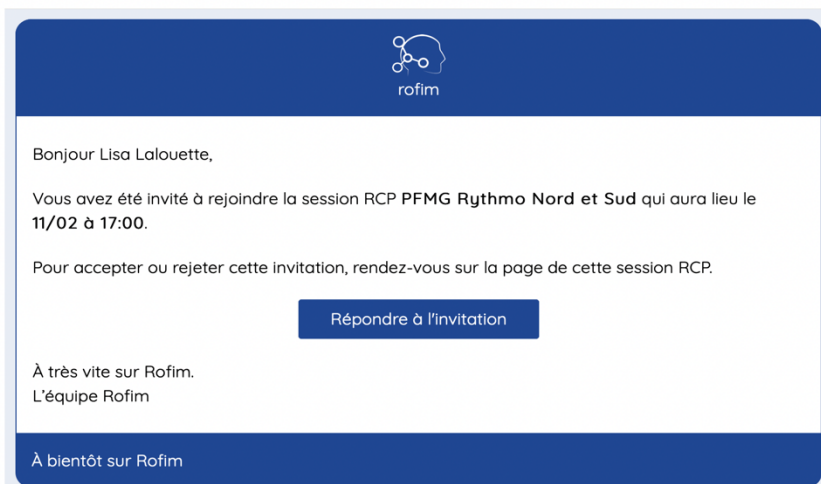 rofim
Bonjour Lisa Lalouette,
Vous avez été invité à rejoindre la session RCP PFMG Rythmo Nord et Sud qui aura lieu le
11/02 à 17:00.
Pour accepter ou rejeter cette invitation, rendez-vous sur la page de cette session RCP.
Répondre à l'invitation
À très vite sur Rofim.
L'équipe Rofim
À bientôt sur Rofim